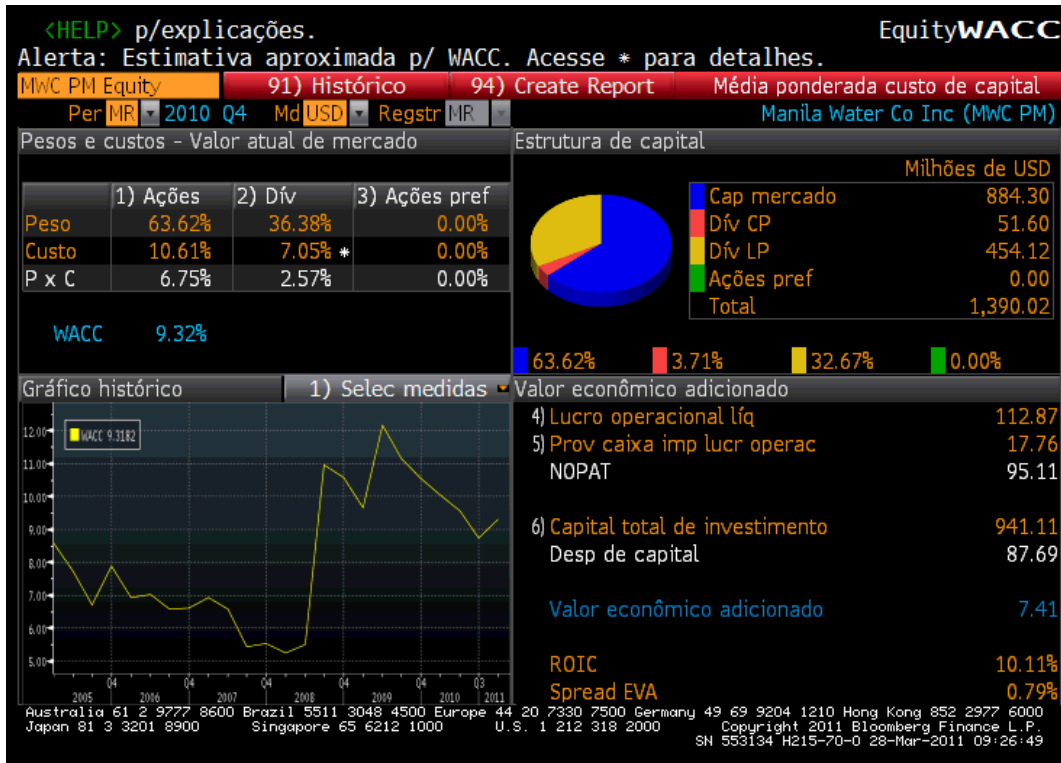 <HELP> p/explicações. EquityWACC
Alerta: Estimativa aproximada p/ WACC. Acesse * para detalhes.
MWC PM Equity 91) Histórico 94) Create Report Média ponderada custo de capital
Per MR 2010 Q4 Md USD Regstr MR Manila Water Co Inc (MWC PM)
Pesos e custos - Valor atual de mercado
1) Ações 2) Dív 3) Ações pref
Peso 63.62% 36.38% 0.00%
Custo 10.61% 7.05% * 0.00%
P x C 6.75% 2.57% 0.00%
WACC 9.32%
Estrutura de capital
Milhões de USD
Cap mercado 884.30
Dív CP 51.60
Dív LP 454.12
Ações pref 0.00
Total 1,390.02
63.62% 3.71% 32.67% 0.00%
Gráfico histórico 1) Selec medidas
WACC 9.3182
12.00
11.00
10.00
9.00
8.00
7.00
6.00
5.00
Q4 Q4 Q4 Q4 Q4 Q3
2005 2006 2007 2008 2009 2010 2011
Valor econômico adicionado
4) Lucro operacional líq 112.87
5) Prov caixa imp lucr operac 17.76
NOPAT 95.11
6) Capital total de investimento 941.11
Desp de capital 87.69
Valor econômico adicionado 7.41
ROIC 10.11%
Spread EVA 0.79%
Australia 61 2 9777 8600 Brazil 5511 3048 4500 Europe 44 20 7330 7500 Germany 49 69 9204 1210 Hong Kong 852 2977 6000
Japan 81 3 3201 8900 Singapore 65 6212 1000 U.S. 1 212 318 2000 Copyright 2011 Bloomberg Finance L.P.
SN 553134 H215-70-0 28-Mar-2011 09:26:49